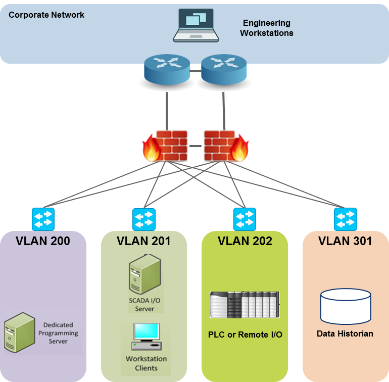 Corporate Network
Engineering
Workstations
VLAN 200
VLAN 201
VLAN 202
VLAN 301
SCADA I/O
Server
Dedicated
Programming
Server
PLC or Remote I/O
Data Historian
Workstation
Clients